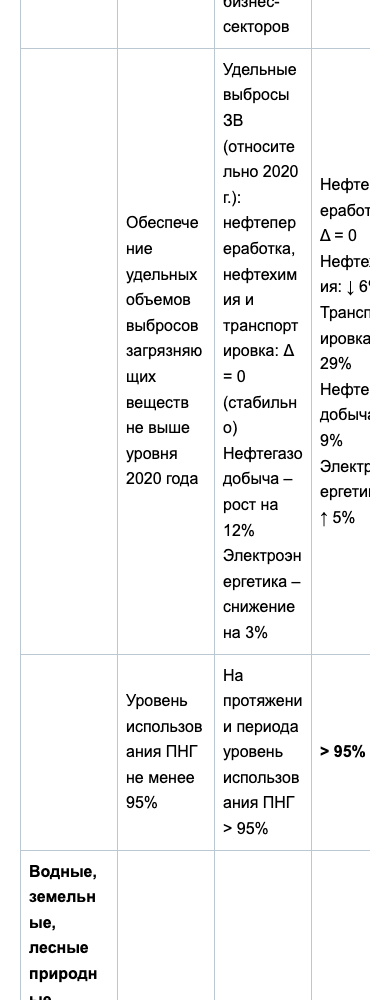 бизнес-
секторов
Обеспече
ние
удельных
объемов
выбросов
загрязняю
щих
веществ
не выше
уровня
2020 года
Удельные
выбросы
ЗВ
(относите
льно 2020
г.):
нефтепер
еработка,
нефтехим
ия и
транспорт
ировка: Δ
= 0
(стабильн
о)
Нефтегазо
добыча –
рост на
12%
Электроэн
ергетика –
снижение
на 3%
Нефте
еработ
Δ = 0
Нефте
ия: ↓ 6
Трансп
ировка
29%
Нефте
добыча
9%
Электр
ергети
↑ 5%
Уровень
использов
ания ПНГ
не менее
95%
На
протяжени
и периода
уровень
использов
ания ПНГ
> 95%
> 95%
Водные,
земельн
ые,
лесные
природн
ые